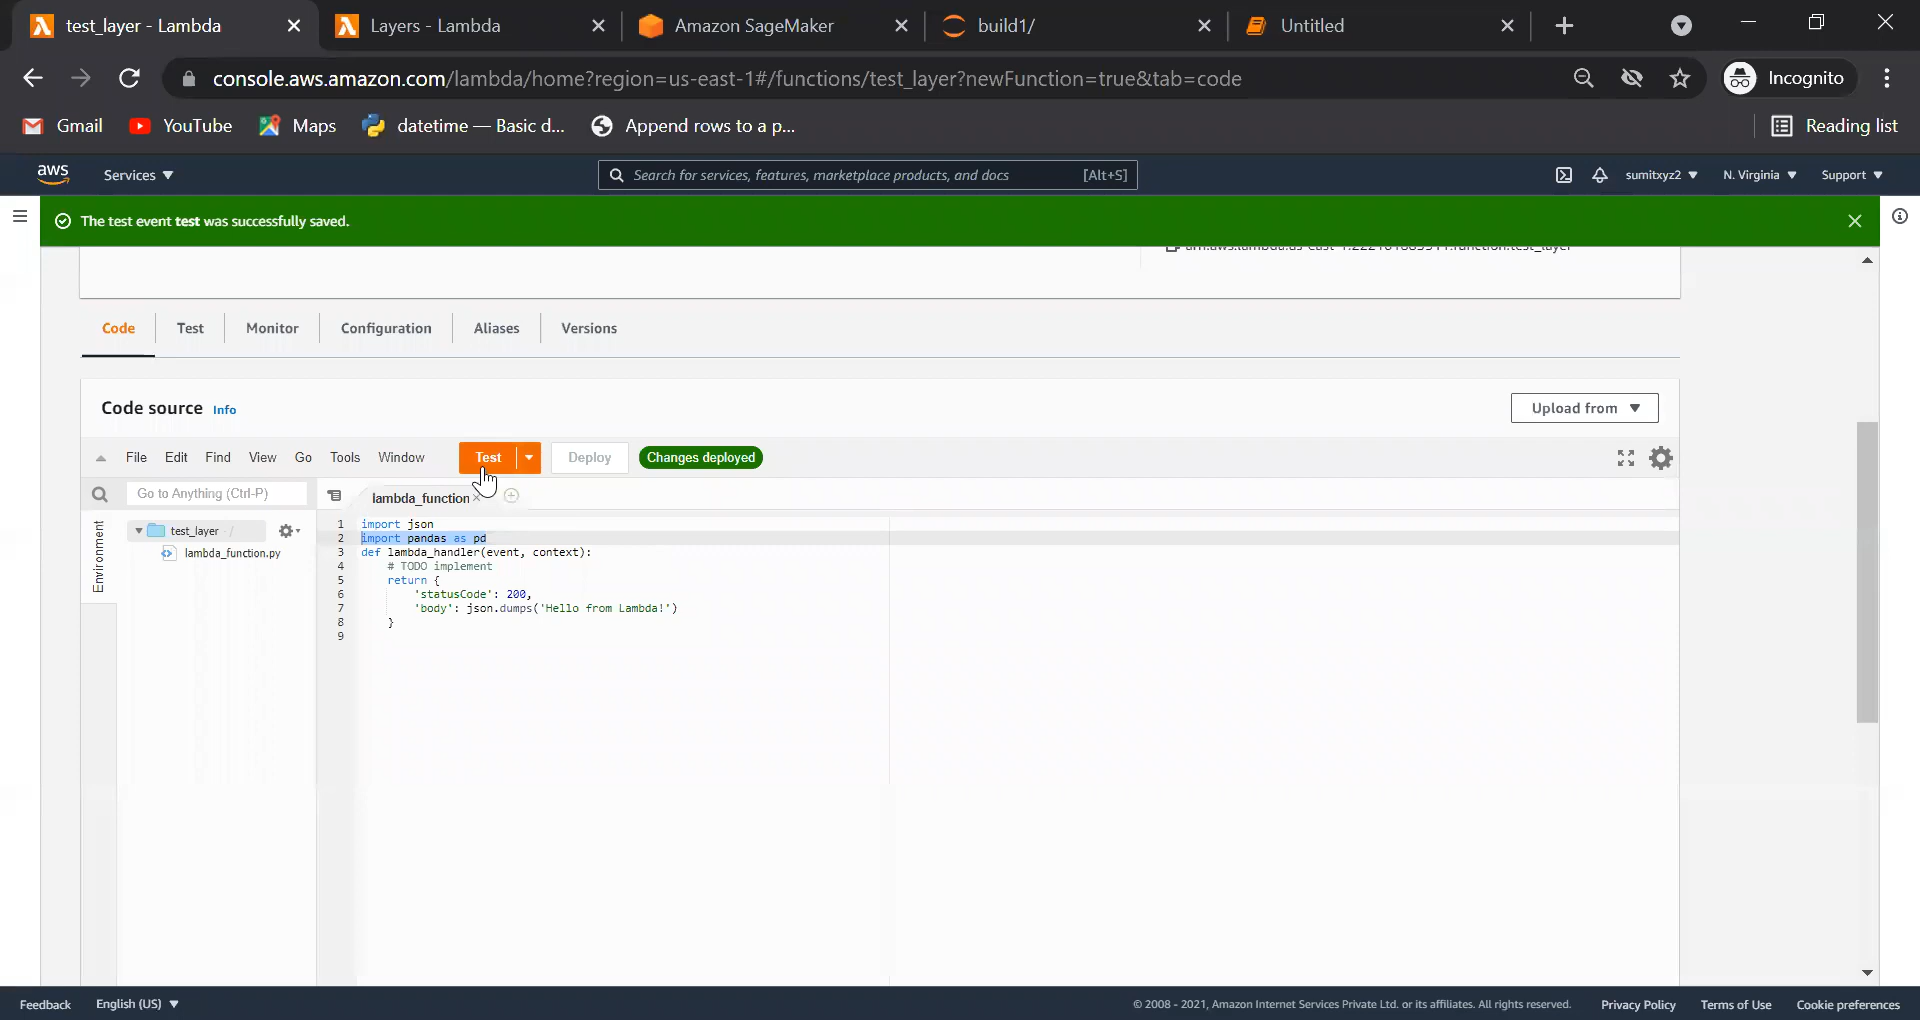 test_layer - Lambda
Layers - Lambda
Amazon SageMaker
build1/
Untitled
console.aws.amazon.com/lambda/home?region=us-east-1#/functions/test_layer?newFunction=true&tab=code
Incognito
Gmail
YouTube
Maps
datetime — Basic d...
Append rows to a p...
Reading list
aws
Services
Search for services, features, marketplace products, and docs
[Alt+S]
sumitxyz2
N. Virginia
Support
The test event test was successfully saved.
Code
Test
Monitor
Configuration
Aliases
Versions
Code source
Info
Upload from
File
Edit
Find
View
Go
Tools
Window
Test
Deploy
Changes deployed
Go to Anything (Ctrl-P)
lambda_function
Environment
test_layer
/
lambda_function.py
1 import json
2 import pandas as pd
3 def lambda_handler(event, context):
4 # TODO implement
5 return {
6 'statusCode': 200,
7 'body': json.dumps('Hello from Lambda!')
8 }
9
Feedback
English (US)
© 2008 - 2021, Amazon Internet Services Private Ltd. or its affiliates. All rights reserved.
Privacy Policy
Terms of Use
Cookie preferences